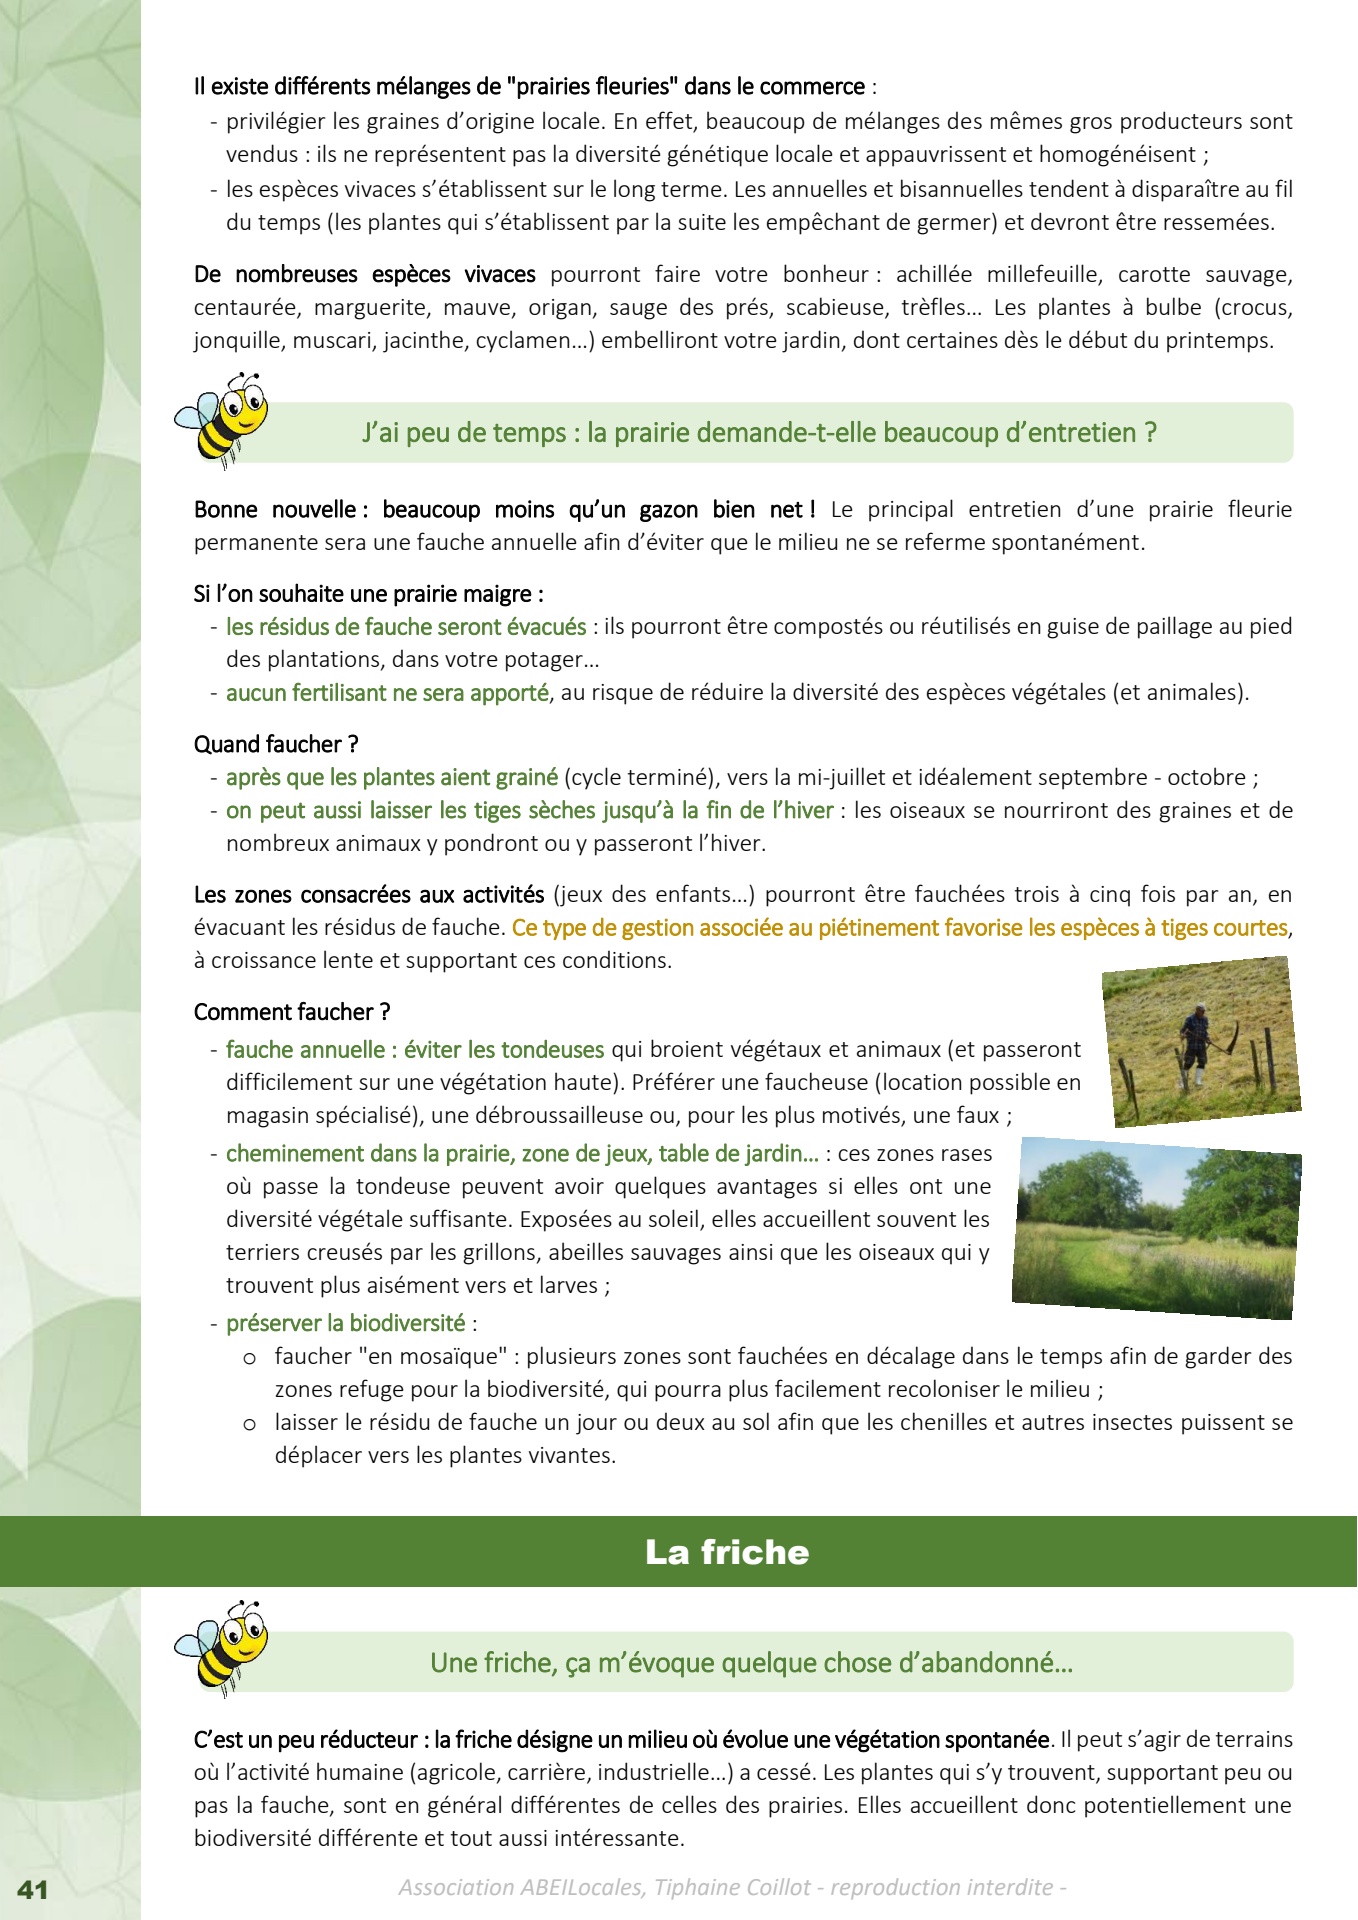 Il existe différents mélanges de "prairies fleuries" dans le commerce :
- privilégier les graines d’origine locale. En effet, beaucoup de mélanges des mêmes gros producteurs sont
vendus : ils ne représentent pas la diversité génétique locale et appauvrissent et homogénéisent ;
- les espèces vivaces s’établissent sur le long terme. Les annuelles et bisannuelles tendent à disparaître au fil
du temps (les plantes qui s’établissent par la suite les empêchant de germer) et devront être ressemées.
De nombreuses espèces vivaces pourront faire votre bonheur : achillée millefeuille, carotte sauvage,
centaurée, marguerite, mauve, origan, sauge des prés, scabieuse, trèfles... Les plantes à bulbe (crocus,
jonquille, muscari, jacinthe, cyclamen...) embelliront votre jardin, dont certaines dès le début du printemps.
J’ai peu de temps : la prairie demande-t-elle beaucoup d’entretien ?
Bonne nouvelle : beaucoup moins qu’un gazon bien net ! Le principal entretien d’une prairie fleurie
permanente sera une fauche annuelle afin d’éviter que le milieu ne se referme spontanément.
Si l’on souhaite une prairie maigre :
- les résidus de fauche seront évacués : ils pourront être compostés ou réutilisés en guise de paillage au pied
des plantations, dans votre potager...
- aucun fertilisant ne sera apporté, au risque de réduire la diversité des espèces végétales (et animales).
Quand faucher ?
- après que les plantes aient grainé (cycle terminé), vers la mi-juillet et idéalement septembre - octobre ;
- on peut aussi laisser les tiges sèches jusqu’à la fin de l’hiver : les oiseaux se nourriront des graines et de
nombreux animaux y pondront ou y passeront l’hiver.
Les zones consacrées aux activités (jeux des enfants...) pourront être fauchées trois à cinq fois par an, en
évacuant les résidus de fauche. Ce type de gestion associée au piétinement favorise les espèces à tiges courtes,
à croissance lente et supportant ces conditions.
Comment faucher ?
- fauche annuelle : éviter les tondeuses qui broient végétaux et animaux (et passeront
difficilement sur une végétation haute). Préférer une faucheuse (location possible en
magasin spécialisé), une débroussailleuse ou, pour les plus motivés, une faux ;
- cheminement dans la prairie, zone de jeux, table de jardin... : ces zones rases
où passe la tondeuse peuvent avoir quelques avantages si elles ont une
diversité végétale suffisante. Exposées au soleil, elles accueillent souvent les
terriers creusés par les grillons, abeilles sauvages ainsi que les oiseaux qui y
trouvent plus aisément vers et larves ;
- préserver la biodiversité :
o faucher "en mosaïque" : plusieurs zones sont fauchées en décalage dans le temps afin de garder des
zones refuge pour la biodiversité, qui pourra plus facilement recoloniser le milieu ;
o laisser le résidu de fauche un jour ou deux au sol afin que les chenilles et autres insectes puissent se
déplacer vers les plantes vivantes.
La friche
Une friche, ça m’évoque quelque chose d’abandonné...
C’est un peu réducteur : la friche désigne un milieu où évolue une végétation spontanée. Il peut s’agir de terrains
où l’activité humaine (agricole, carrière, industrielle...) a cessé. Les plantes qui s’y trouvent, supportant peu ou
pas la fauche, sont en général différentes de celles des prairies. Elles accueillent donc potentiellement une
biodiversité différente et tout aussi intéressante.
41
Association ABEILocales, Tiphaine Coillot - reproduction interdite -